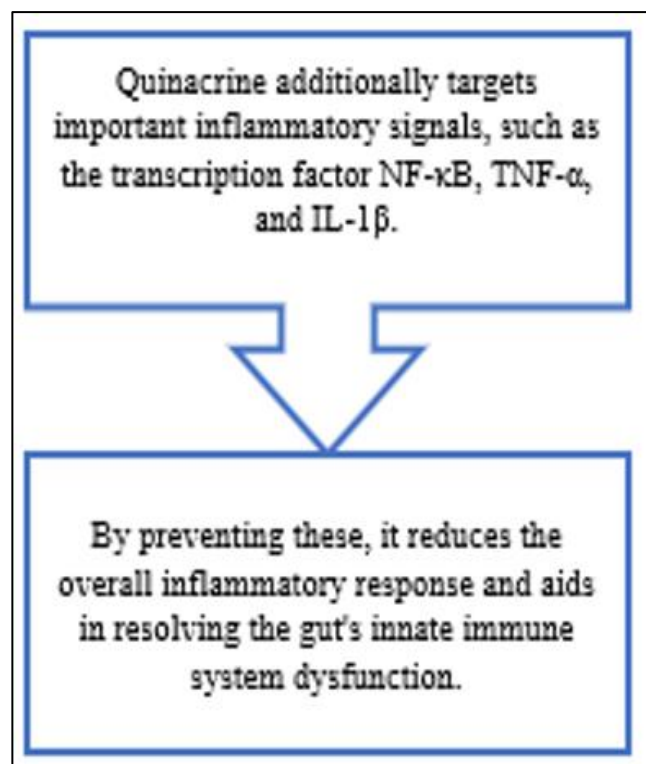 Quinacrine additionally targets
important inflammatory signals, such as
the transcription factor NF-κB, TNF-α,
and IL-1β.
By preventing these, it reduces the
overall inflammatory response and aids
in resolving the gut's innate immune
system dysfunction.